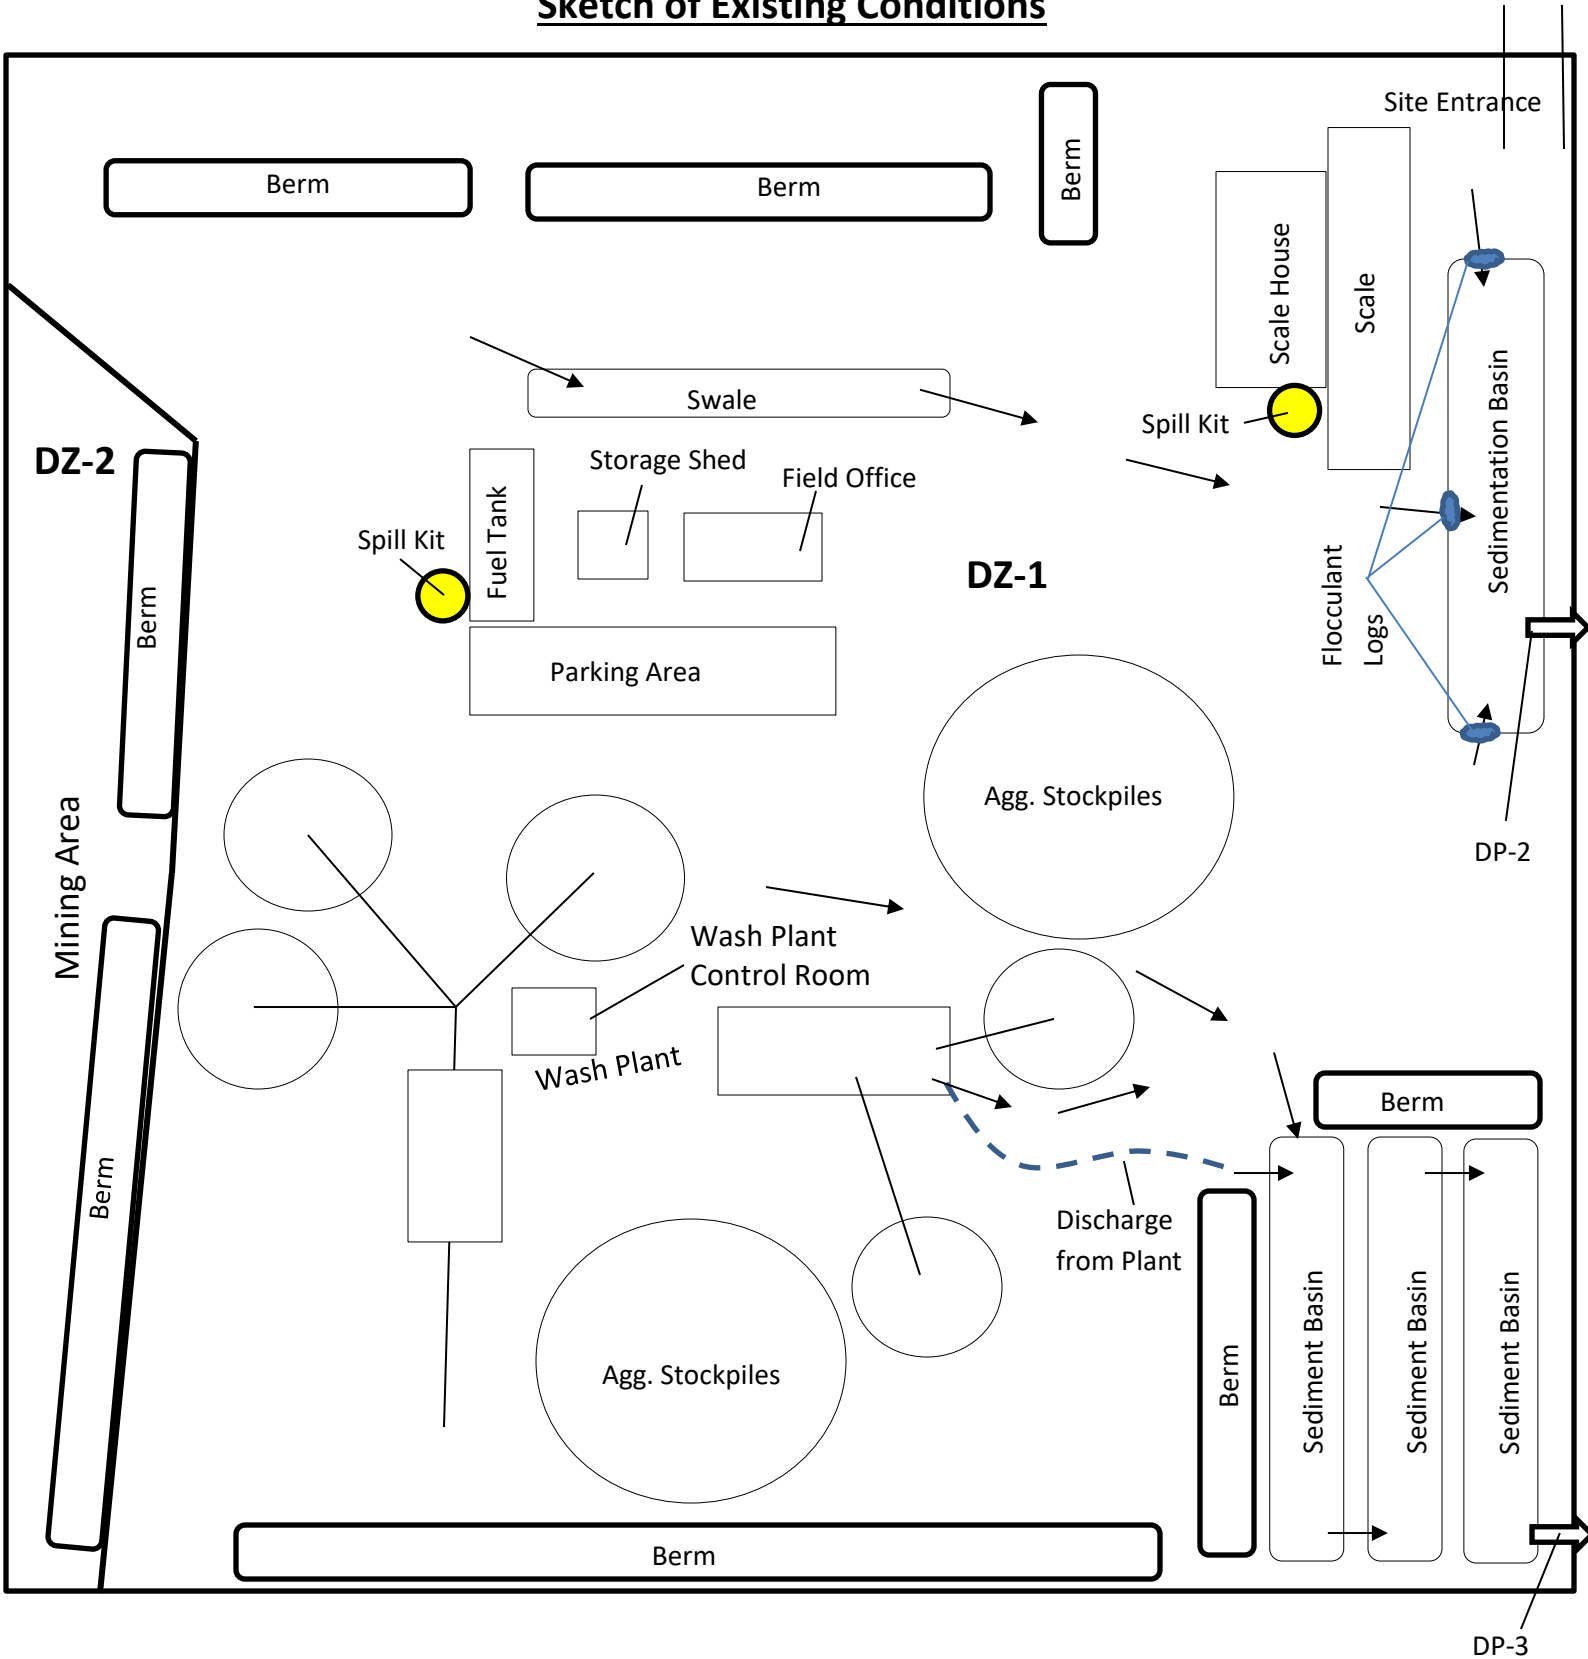 Sketch of Existing Conditions
Site Entrance
Berm
Berm
Berm
Scale House
Scale
Sedimentation Basin
Swale
Spill Kit
DZ-2
Storage Shed
Field Office
Fuel Tank
Spill Kit
DZ-1
Berm
Flocculant
Logs
Parking Area
Agg. Stockpiles
DP-2
Mining Area
Wash Plant
Control Room
Wash Plant
Berm
Berm
Discharge
from Plant
Berm
Sediment Basin
Sediment Basin
Sediment Basin
Agg. Stockpiles
Berm
DP-3